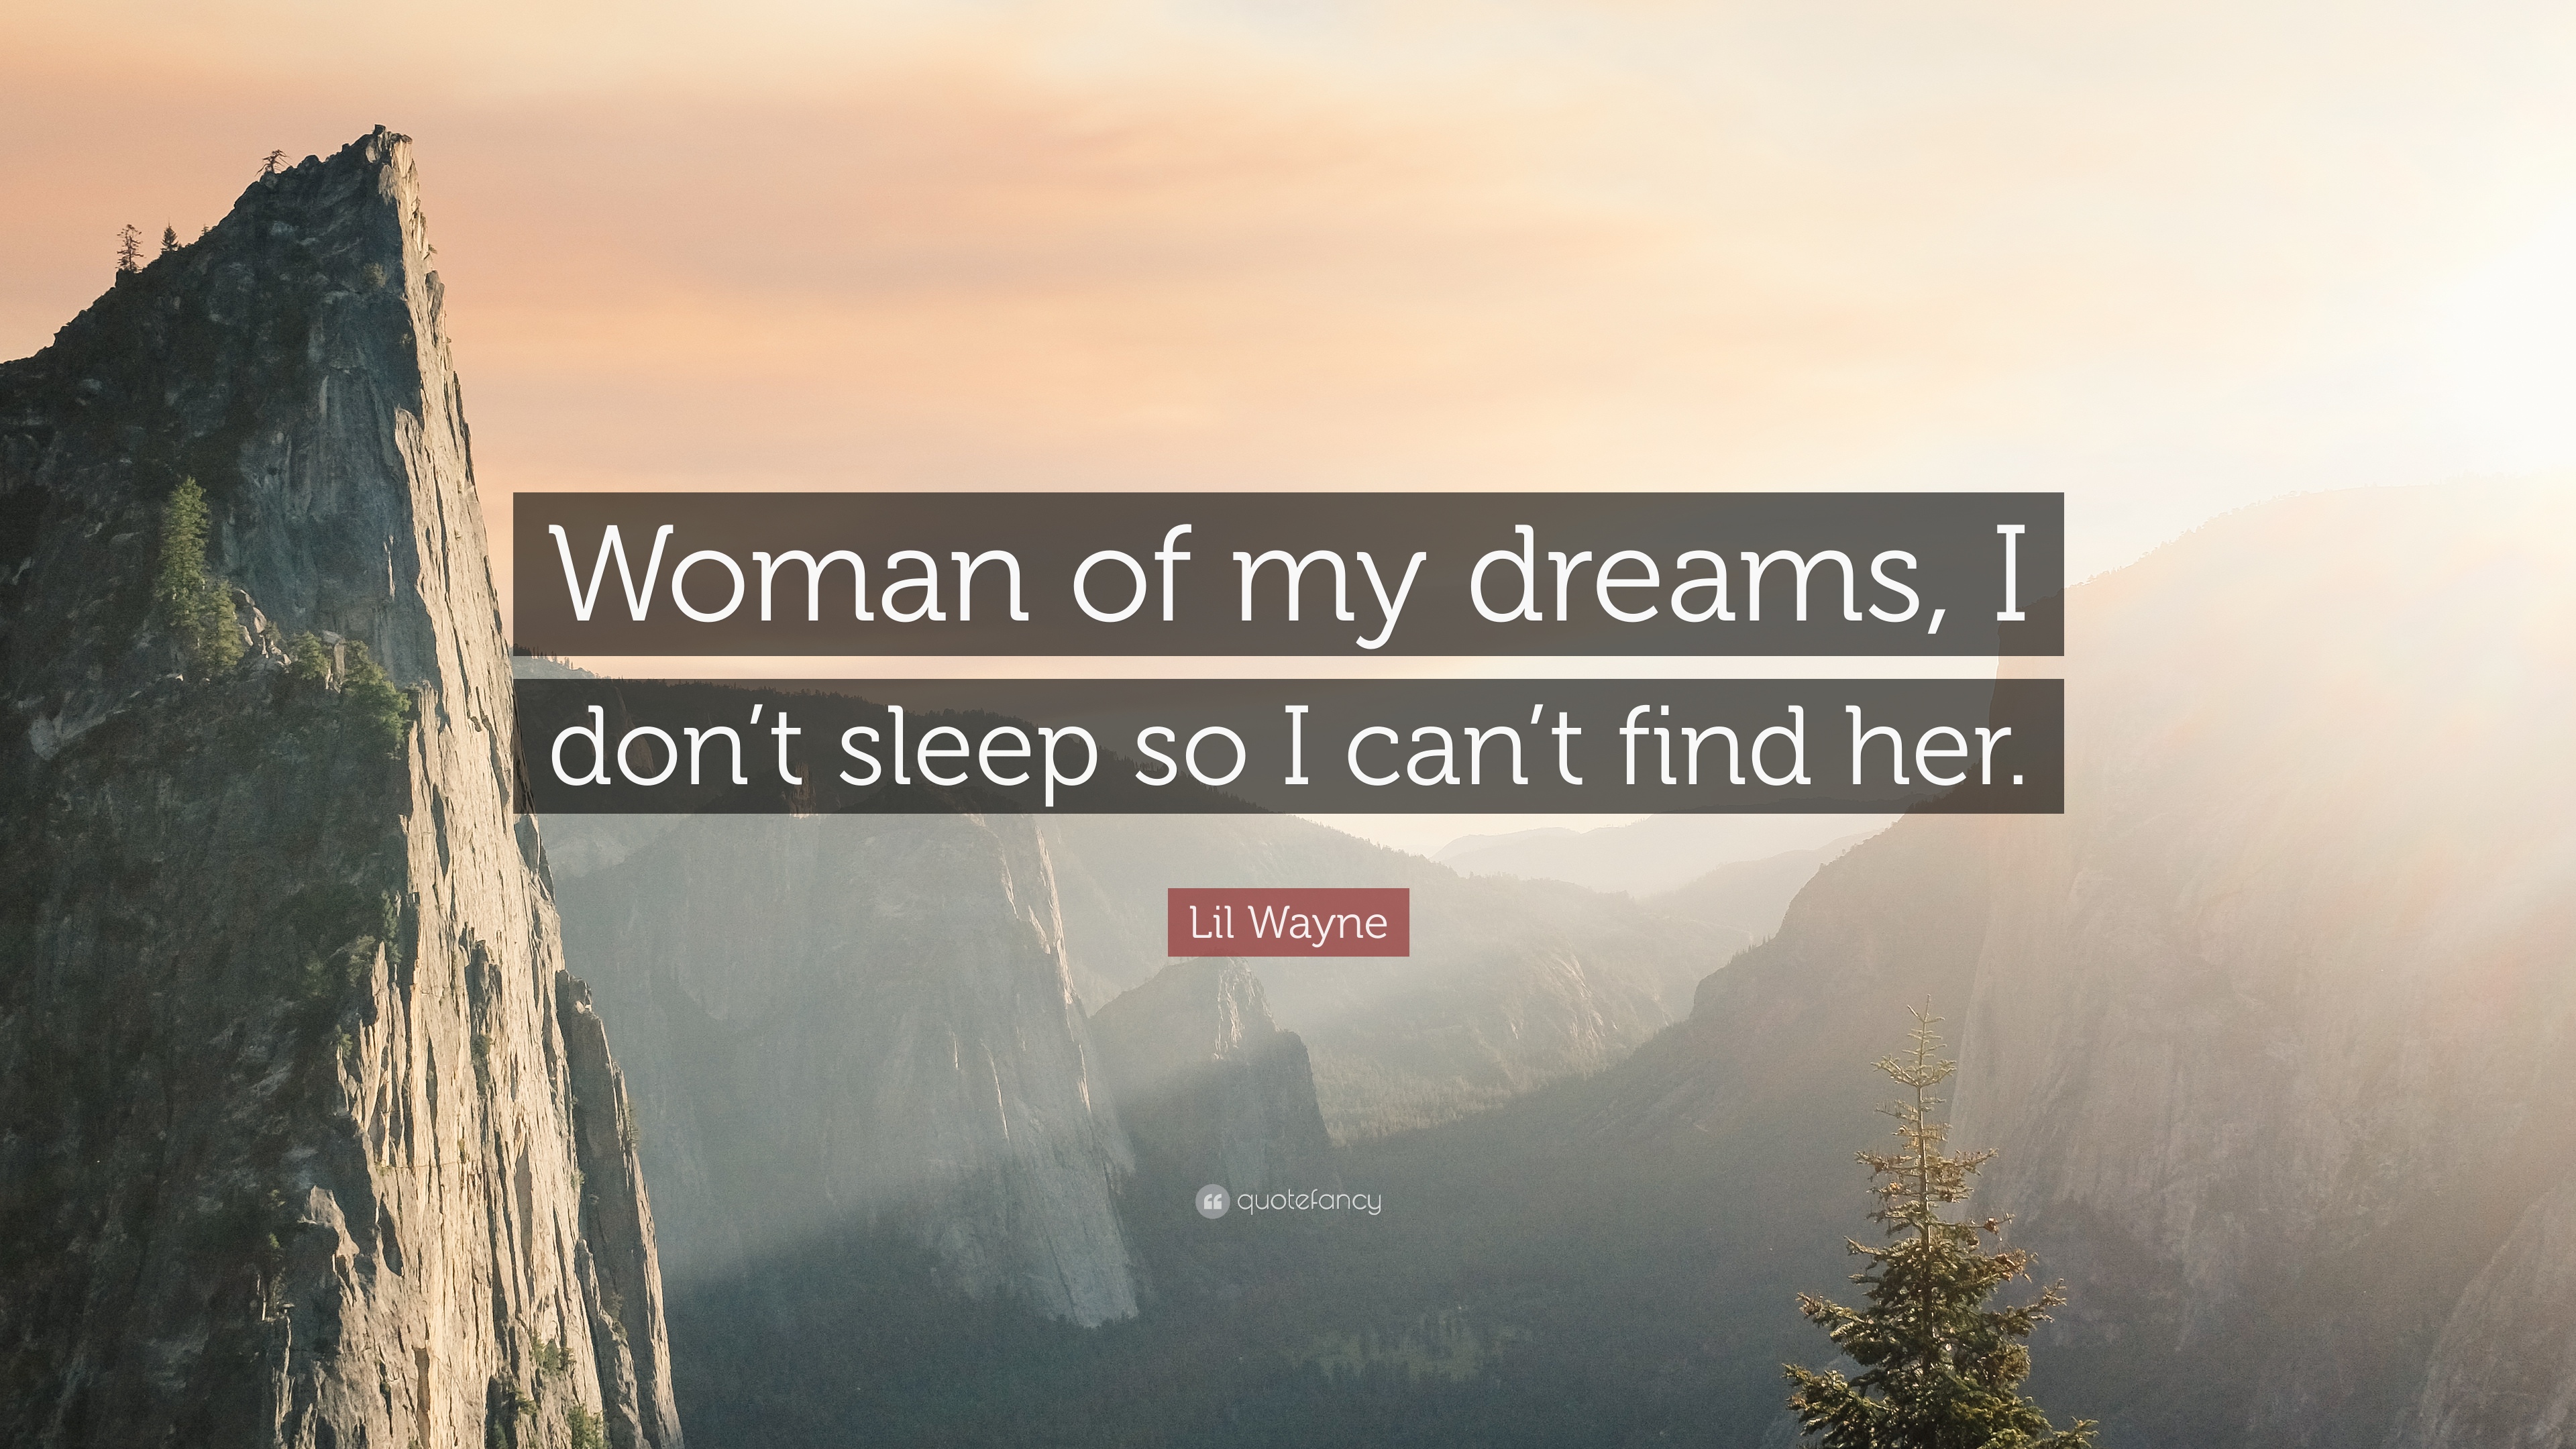 Woman of my dreams, I
don’t sleep so I can’t find her.
Lil Wayne
quotefancy